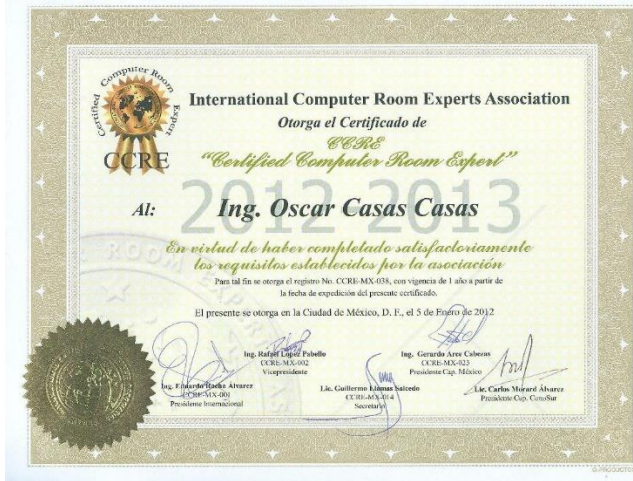 Certified Computer Room Expert
CCRE
International Computer Room Experts Association
Otorga el Certificado de
CCRE
"Certified Computer Room Expert"
2012-2013
Al: Ing. Oscar Casas Casas
En virtud de haber completado satisfactoriamente
los requisitos establecidos por la asociación
Para tal fin se otorga el registro No. CCRE-MX-038, con vigencia de 1 año a partir de
la fecha de expedición del presente certificado.
El presente se otorga en la Ciudad de México, D. F., el 5 de Enero de 2012
Ing. Rafael López Pabello
CCRE-MX-002
Vicepresidente
Ing. Gerardo Arce Cabezas
CCRE-MX-023
Presidente Cap. México
Ing. Eduardo Rocha Álvarez
CCRE-MX-001
Presidente Internacional
Lic. Guillermo Llamas Salcedo
CCRE-MX-014
Secretario
Lic. Carlos Morard Álvarez
Presidente Cap. ConoSur